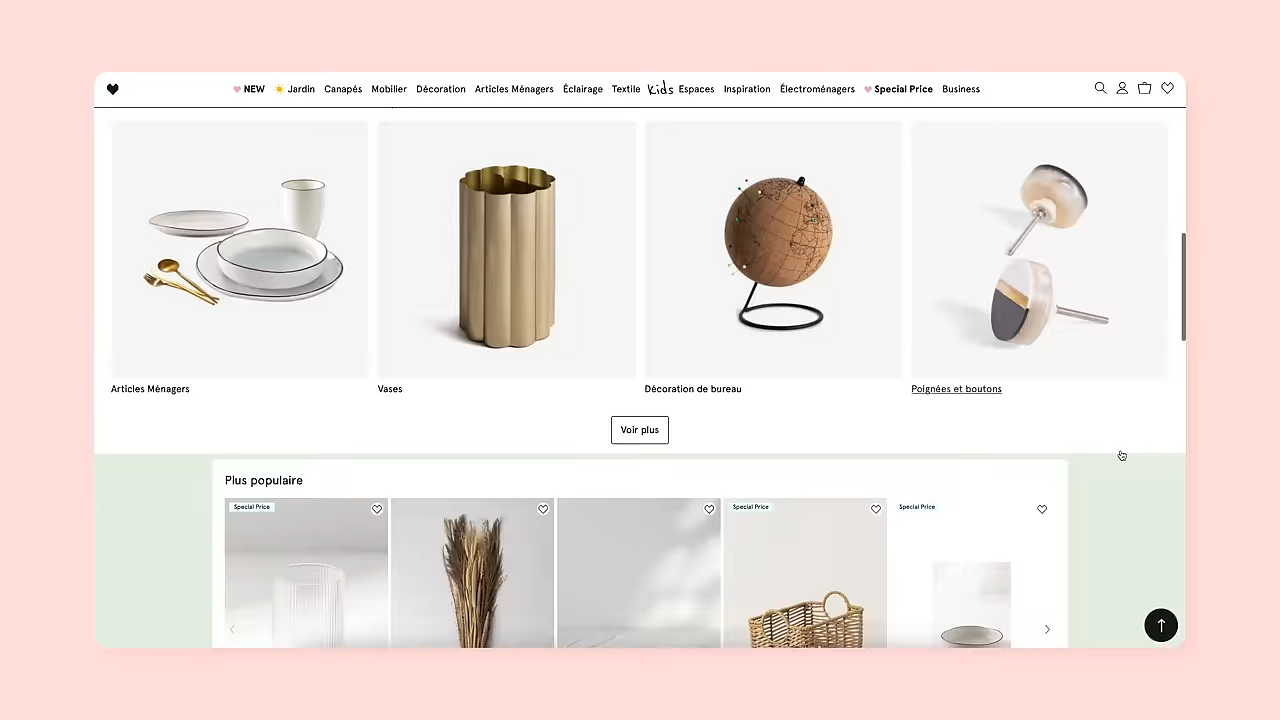 NEW Jardin Canapés Mobilier Décoration Articles Ménagers Éclairage Textile Kids Espaces Inspiration Électroménagers Special Price Business
Articles Ménagers
Vases
Décoration de bureau
Poignées et boutons
Voir plus
Plus populaire
Special Price
Special Price
Special Price